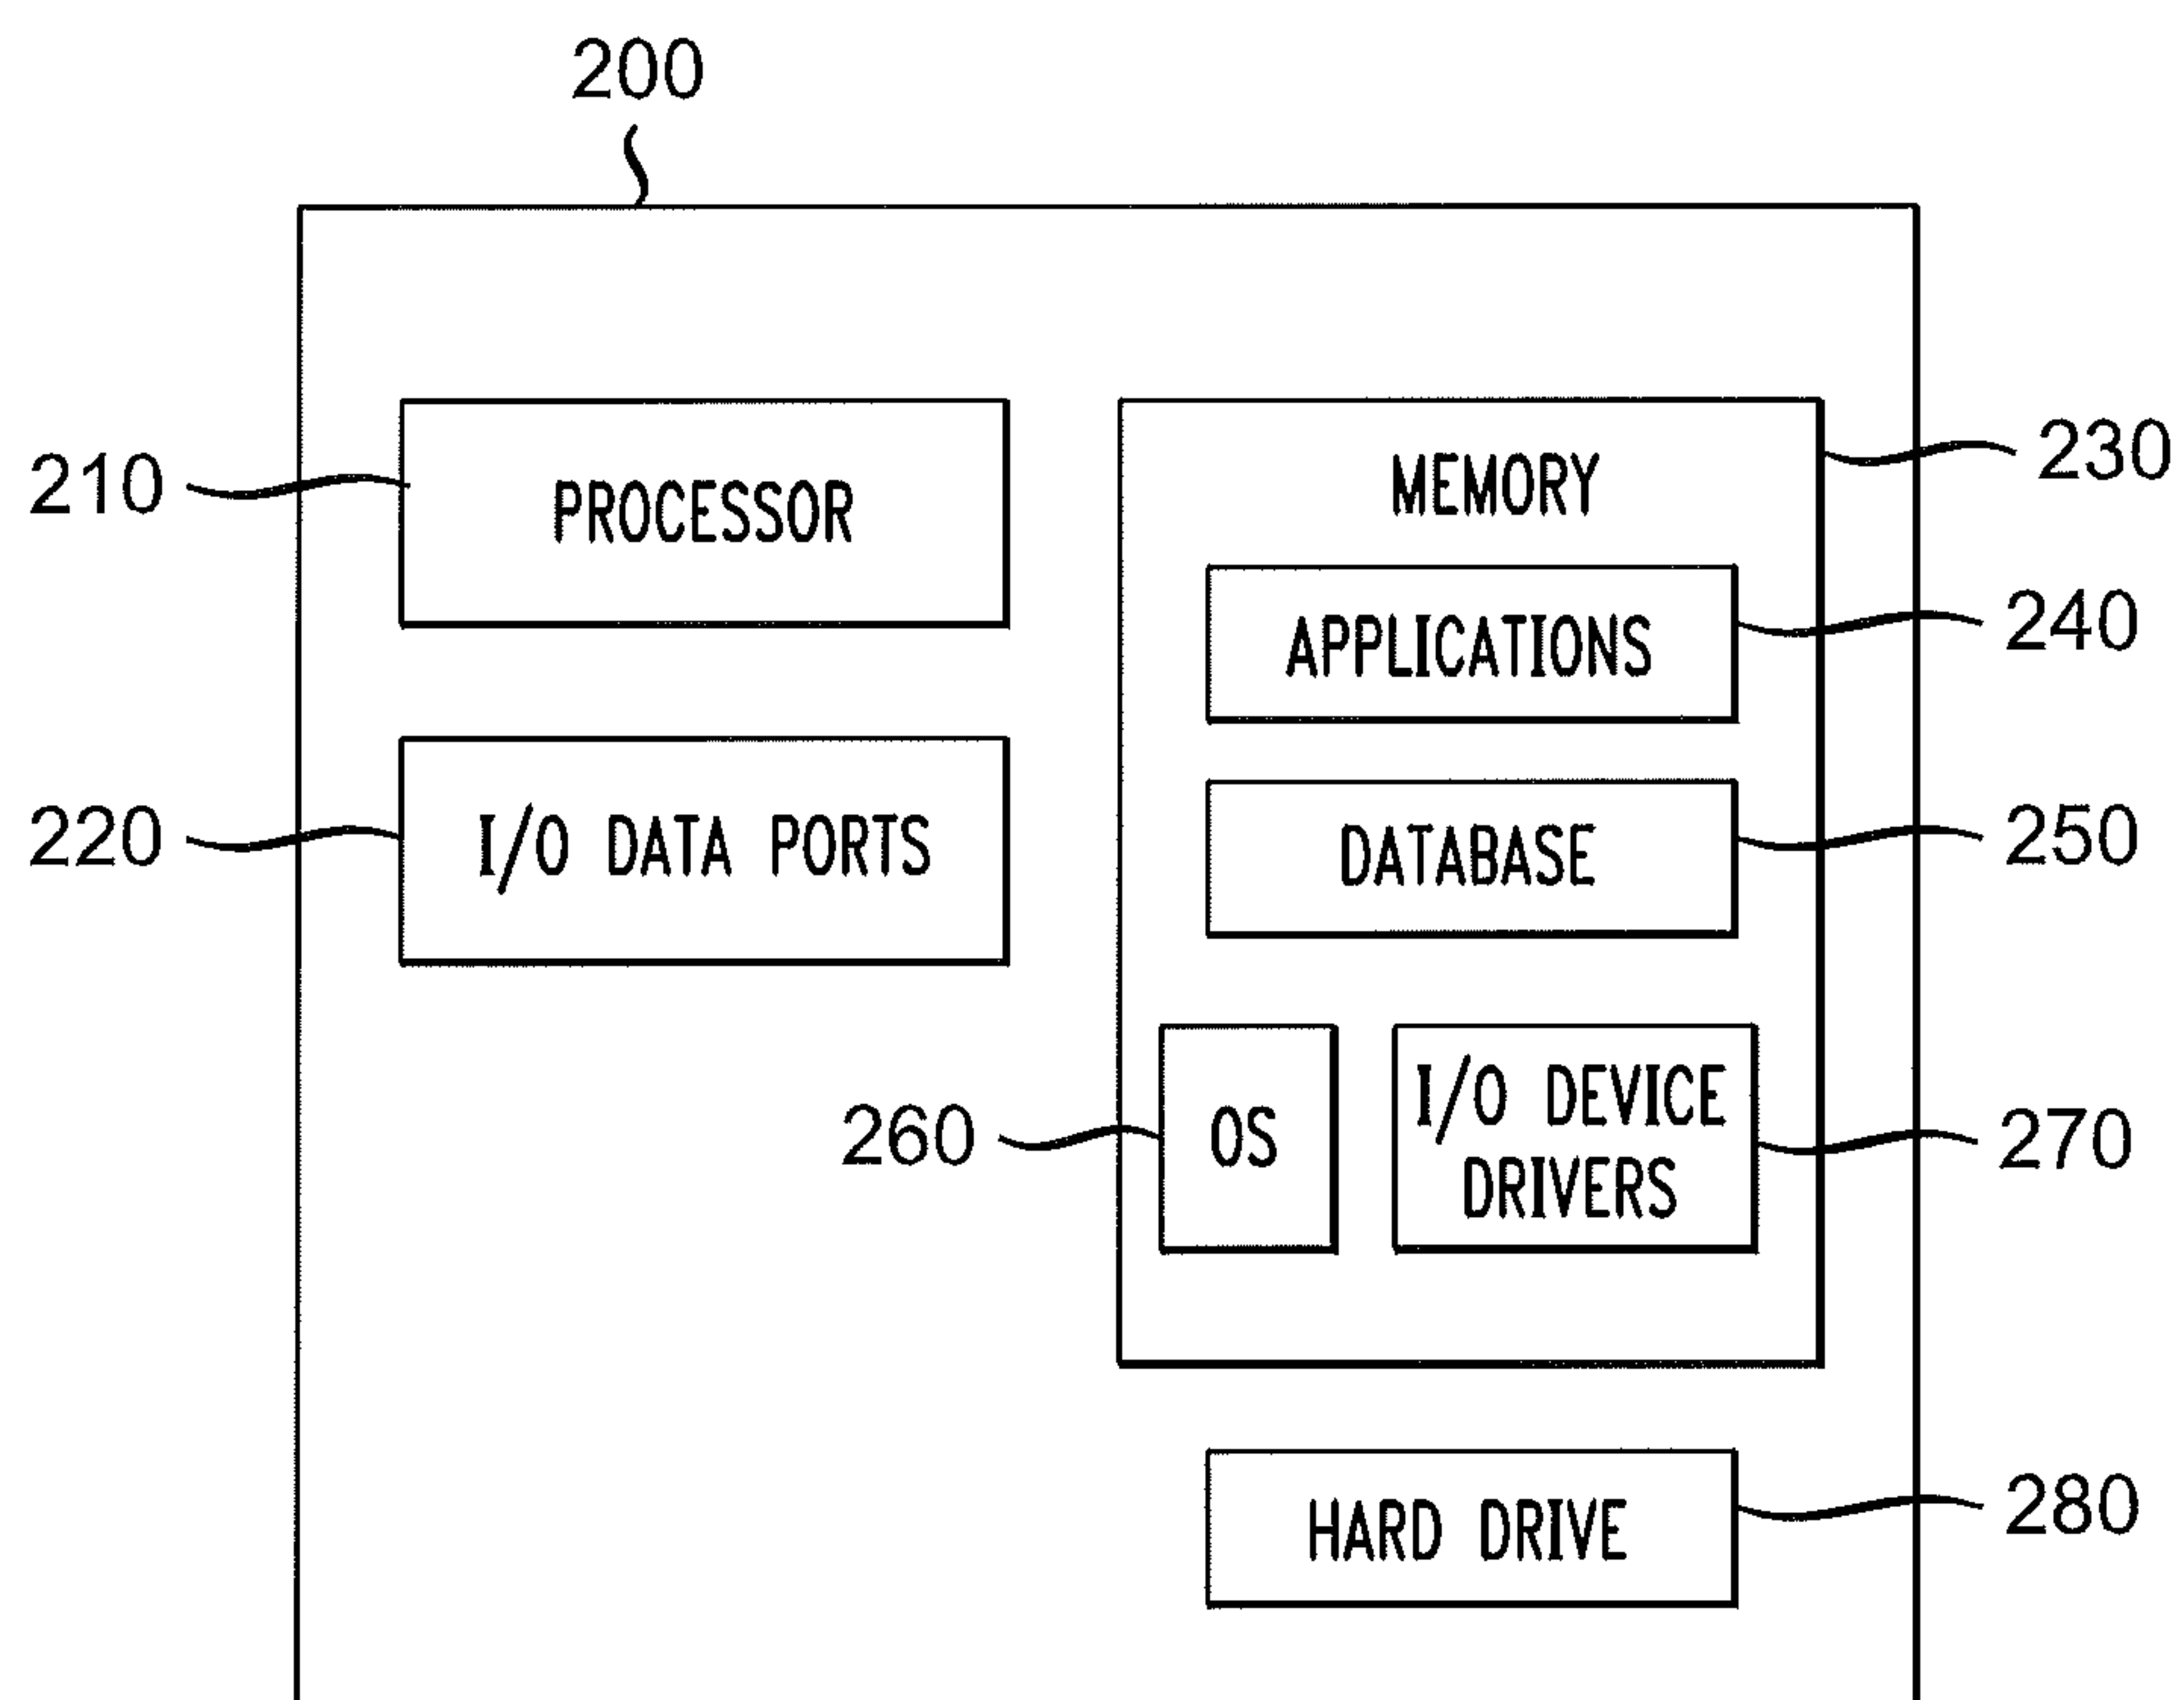 200
210
PROCESSOR
MEMORY
230
APPLICATIONS
240
220
I/O DATA PORTS
DATABASE
250
260
OS
I/O DEVICE
DRIVERS
270
HARD DRIVE
280